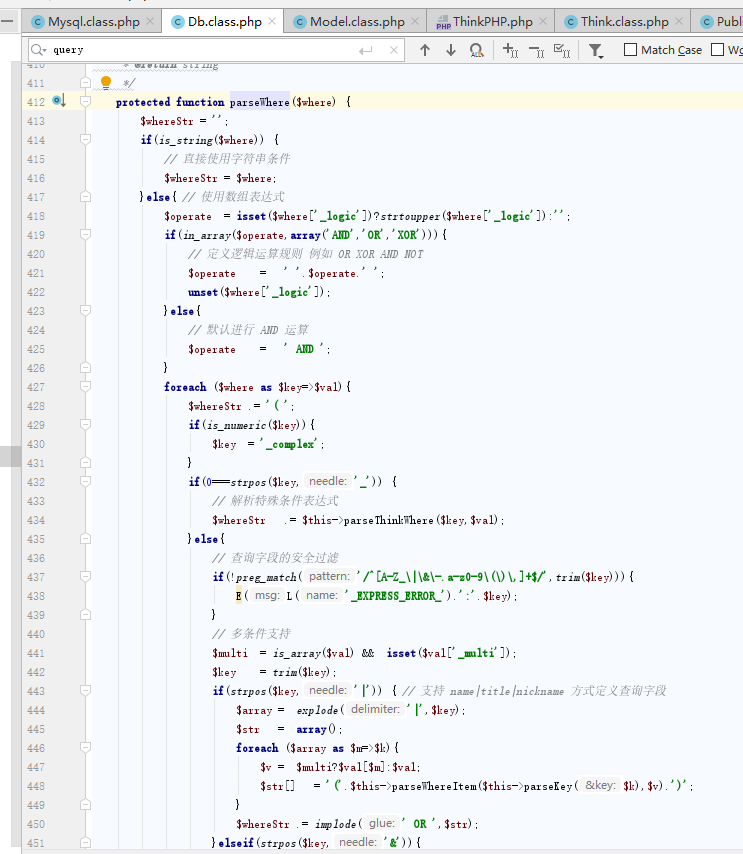 Mysql.class.php × Db.class.php × Model.class.php × ThinkPHP.php × Think.class.php × Publi
query Match Case Wo
410 * @return string
411 */
412 protected function parseWhere($where) {
413 $whereStr = '';
414 if(is_string($where)) {
415 // 直接使用字符串条件
416 $whereStr = $where;
417 }else{ // 使用数组表达式
418 $operate = isset($where['_logic'])?strtoupper($where['_logic']):'';
419 if(in_array($operate,array('AND','OR','XOR'))){
420 // 定义逻辑运算规则 例如 OR XOR AND NOT
421 $operate = ' '.$operate.' ';
422 unset($where['_logic']);
423 }else{
424 // 默认进行 AND 运算
425 $operate = ' AND ';
426 }
427 foreach ($where as $key=>$val){
428 $whereStr .= '( ';
429 if(is_numeric($key)){
430 $key = '_complex';
431 }
432 if(0===strpos($key, needle: '_')) {
433 // 解析特殊条件表达式
434 $whereStr .= $this->parseThinkWhere($key,$val);
435 }else{
436 // 查询字段的安全过滤
437 if(!preg_match( pattern: '/^[A-Z_\|\&\-.a-z0-9\(\)\,]+$/',trim($key))){
438 E( msg: L( name: '_EXPRESS_ERROR_').':'.$key);
439 }
440 // 多条件支持
441 $multi = is_array($val) && isset($val['_multi']);
442 $key = trim($key);
443 if(strpos($key, needle: '|')) { // 支持 name|title|nickname 方式定义查询字段
444 $array = explode( delimiter: '|',$key);
445 $str = array();
446 foreach ($array as $m=>$k){
447 $v = $multi?$val[$m]:$val;
448 $str[] = '('.$this->parseWhereItem($this->parseKey( &key: $k),$v).')';
449 }
450 $whereStr .= implode( glue: ' OR ',$str);
451 }elseif(strpos($key, needle: '&')){